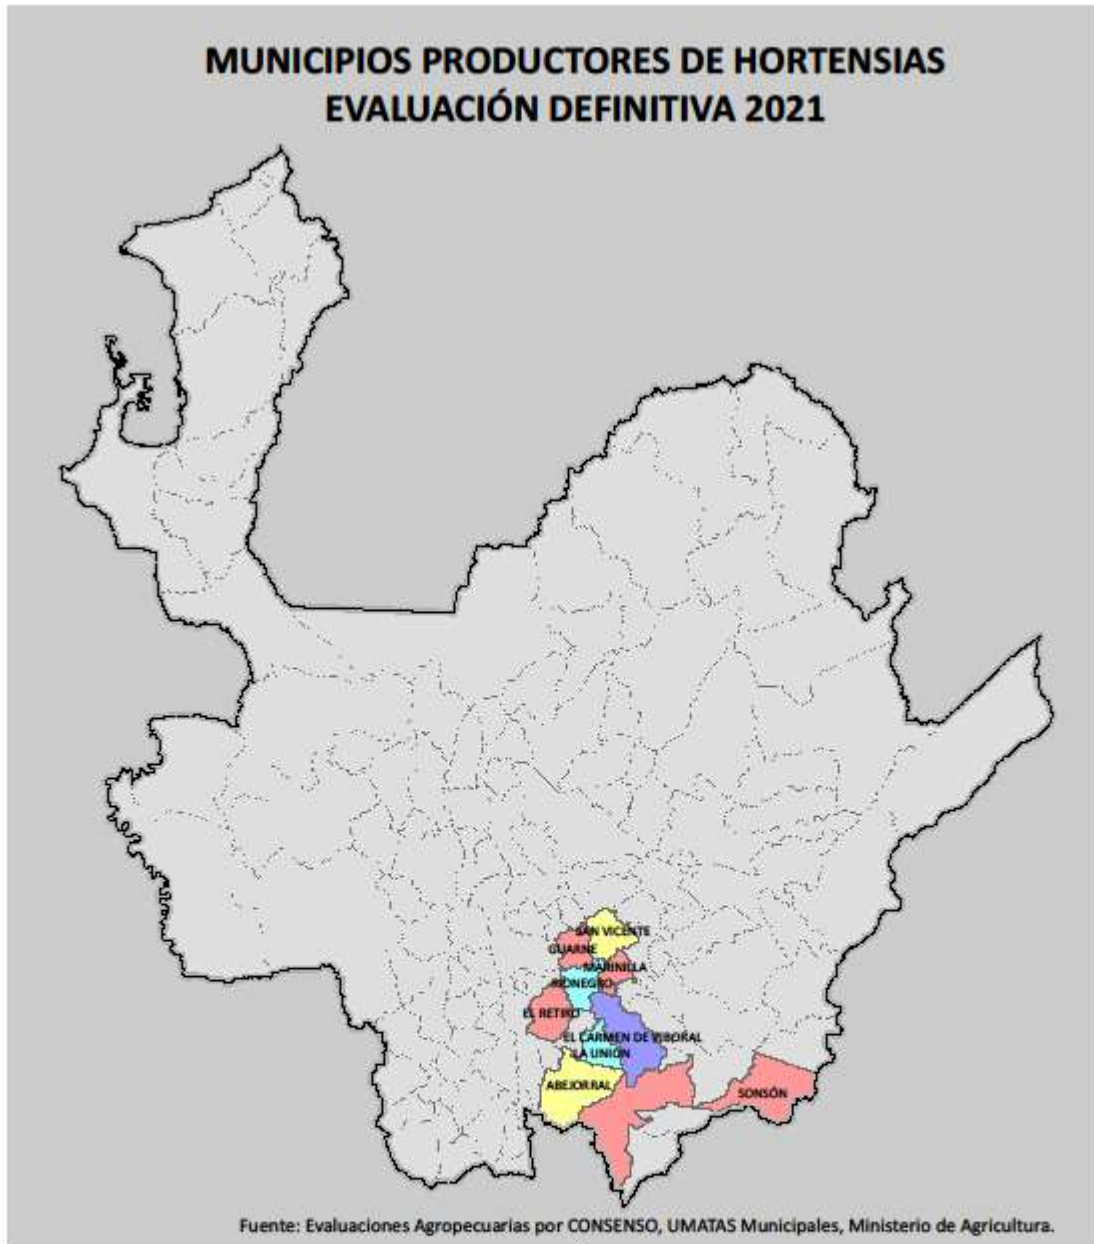 MUNICIPIOS PRODUCTORES DE HORTENSIAS
EVALUACIÓN DEFINITIVA 2021
SAN VICENTE
GUARNE
MARINILLA
RIONEGRO
EL RETIRO
EL CARMEN DE VIBORAL
LA UNIÓN
ABEJORRAL
SONSÓN
Fuente: Evaluaciones Agropecuarias por CONSENSO, UMATAS Municipales, Ministerio de Agricultura.